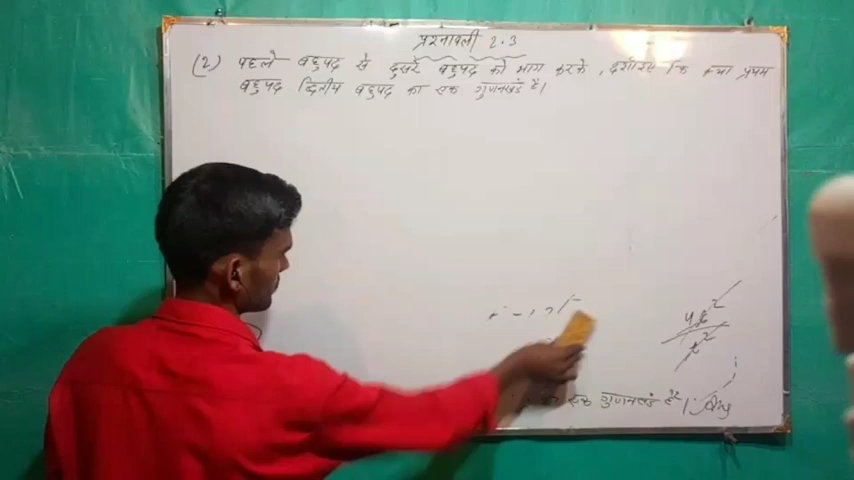 प्रश्नावली 2.3
(2) पहले बहुपद से दुसरे बहुपद को भाग करके, दर्शाइए कि क्या प्रथम
बहुपद द्वितीय बहुपद का एक गुणनखंड है।
एक गुणनखंड है।